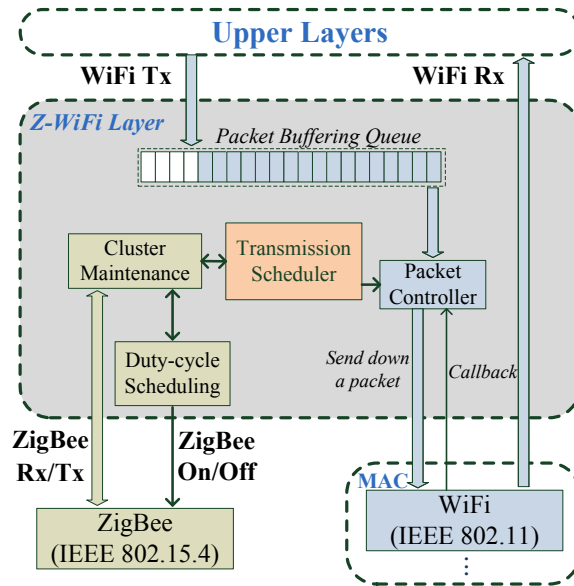 Upper Layers
WiFi Tx
WiFi Rx
Z-WiFi Layer
Packet Buffering Queue
Cluster
Maintenance
Transmission
Scheduler
Packet
Controller
Duty-cycle
Scheduling
Send down
a packet
Callback
ZigBee
Rx/Tx
ZigBee
On/Off
MAC
ZigBee
(IEEE 802.15.4)
WiFi
(IEEE 802.11)